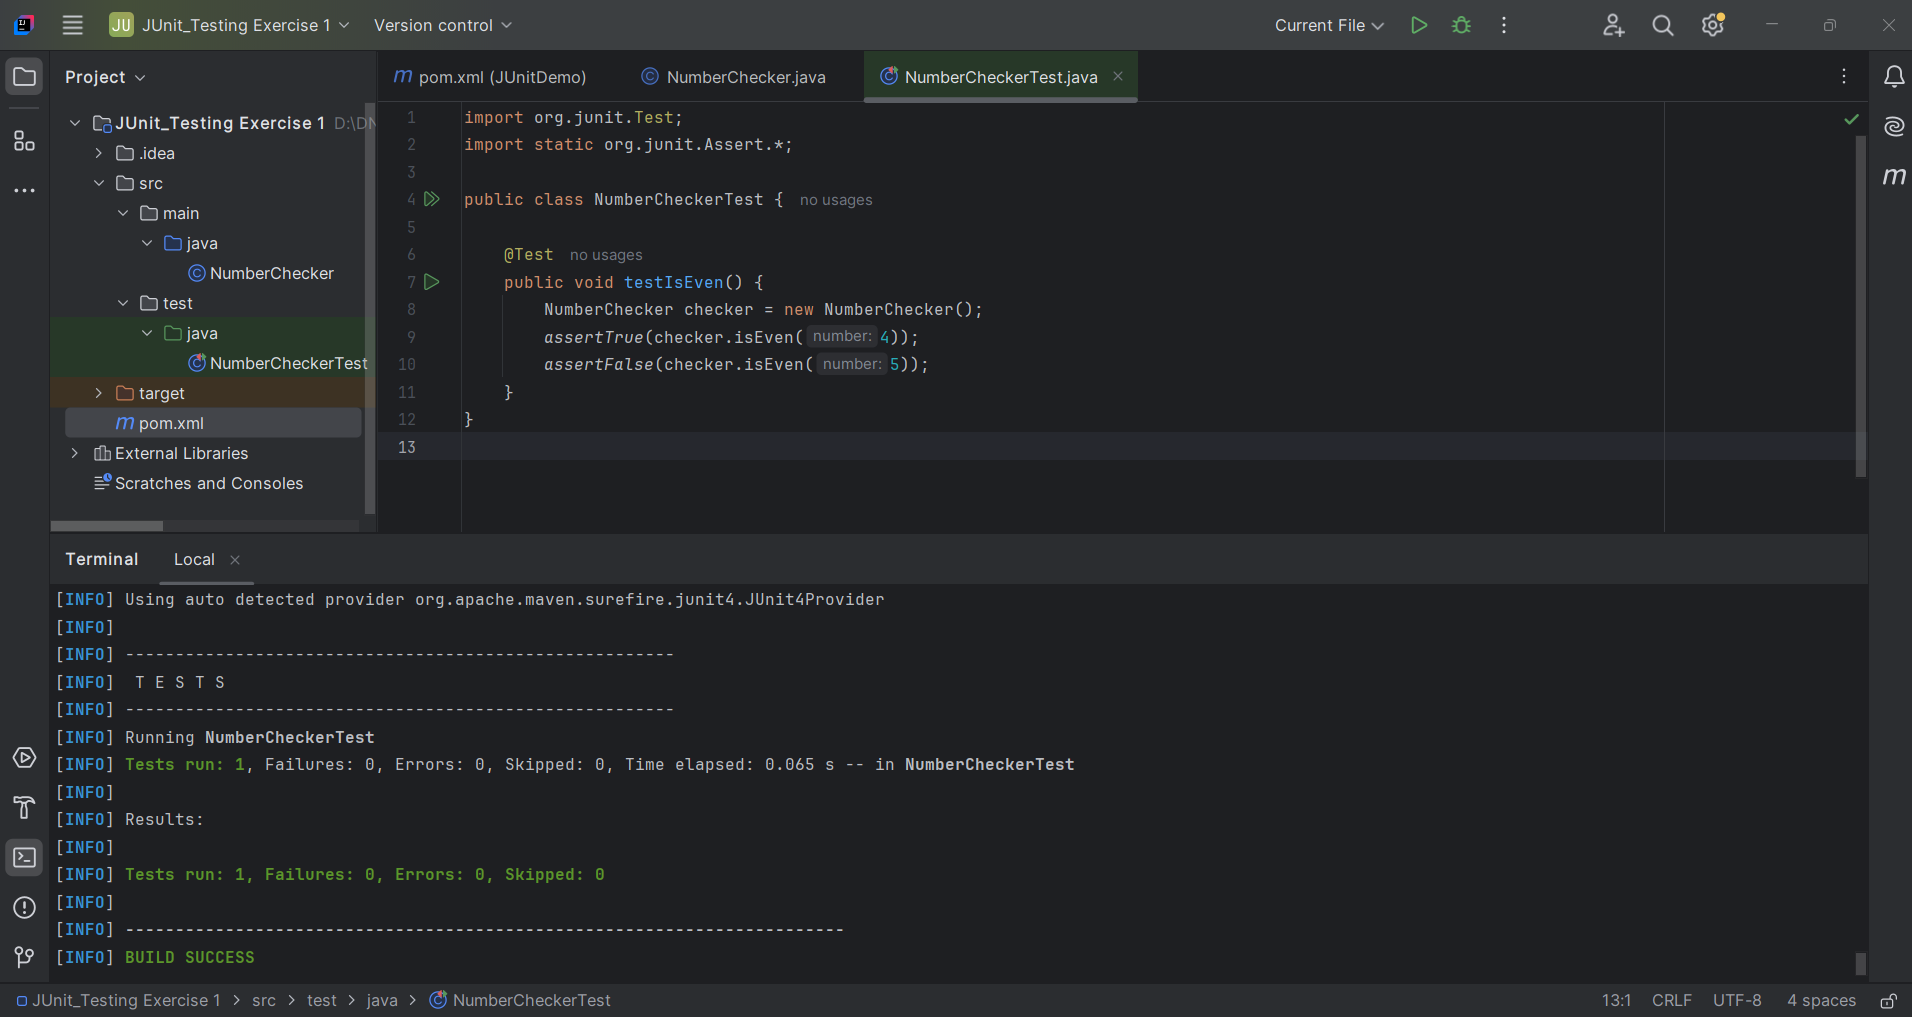 JU JUnit_Testing Exercise 1 Version control Current File
Project
pom.xml (JUnitDemo) NumberChecker.java NumberCheckerTest.java
JUnit_Testing Exercise 1 D:\DN
.idea
src
main
java
NumberChecker
test
java
NumberCheckerTest
target
pom.xml
External Libraries
Scratches and Consoles
1 import org.junit.Test;
2 import static org.junit.Assert.*;
3
4 public class NumberCheckerTest { no usages
5
6 @Test no usages
7 public void testIsEven() {
8 NumberChecker checker = new NumberChecker();
9 assertTrue(checker.isEven( number: 4));
10 assertFalse(checker.isEven( number: 5));
11 }
12 }
13
Terminal Local
[INFO] Using auto detected provider org.apache.maven.surefire.junit4.JUnit4Provider
[INFO]
[INFO] -------------------------------------------------------
[INFO]  T E S T S
[INFO] -------------------------------------------------------
[INFO] Running NumberCheckerTest
[INFO] Tests run: 1, Failures: 0, Errors: 0, Skipped: 0, Time elapsed: 0.065 s -- in NumberCheckerTest
[INFO]
[INFO] Results:
[INFO]
[INFO] Tests run: 1, Failures: 0, Errors: 0, Skipped: 0
[INFO]
[INFO] ------------------------------------------------------------------------
[INFO] BUILD SUCCESS
JUnit_Testing Exercise 1 > src > test > java > NumberCheckerTest 13:1 CRLF UTF-8 4 spaces